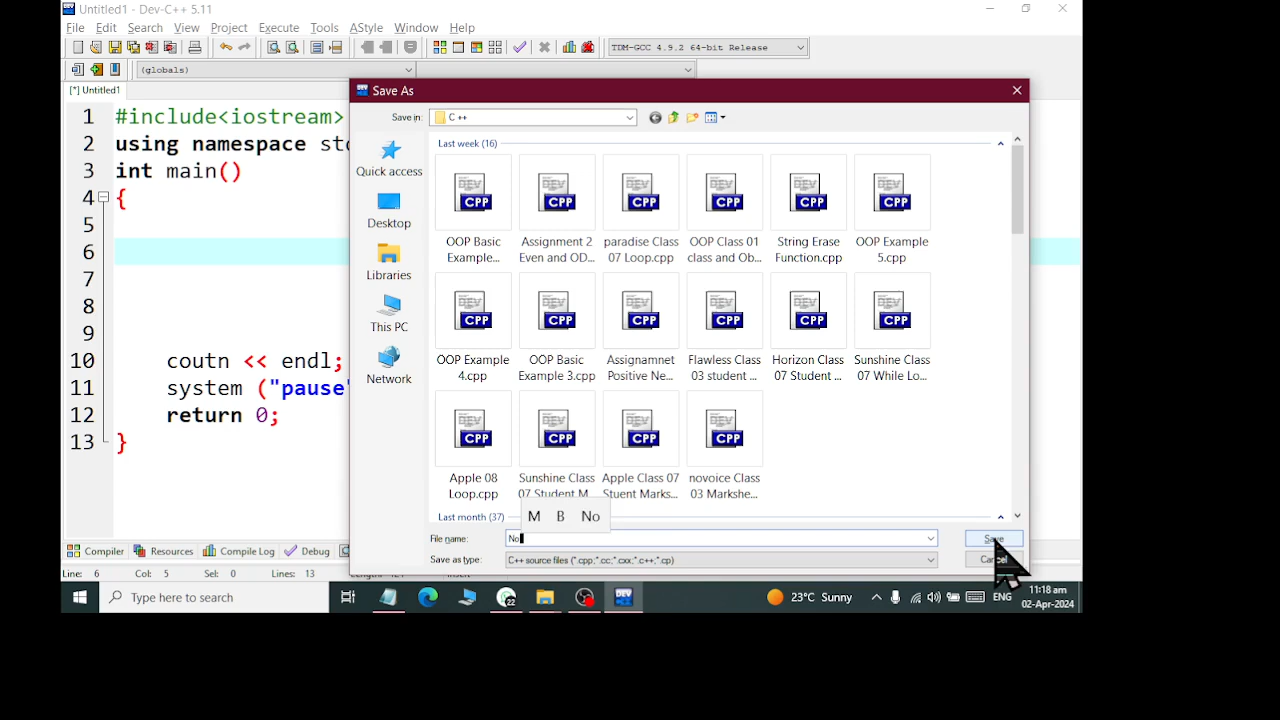 Untitled1 - Dev-C++ 5.11
File Edit Search View Project Execute Tools AStyle Window Help
TDM-GCC 4.9.2 64-bit Release
(globals)
[*] Untitled1
1 #include<iostream>
2 using namespace std
3 int main()
4 {
5
6
7
8
9
10 coutn << endl;
11 system ("pause"
12 return 0;
13 }
Save As
Save in: C ++
Quick access
Desktop
Libraries
This PC
Network
Last week (16)
OOP Basic Example...
Assignment 2 Even and OD...
paradise Class 07 Loop.cpp
OOP Class 01 class and Ob...
String Erase Function.cpp
OOP Example 5.cpp
OOP Example 4.cpp
OOP Basic Example 3.cpp
Assignamnet Positive Ne...
Flawless Class 03 student ...
Horizon Class 07 Student ...
Sunshine Class 07 While Lo...
Apple 08 Loop.cpp
Sunshine Class 07 Student M...
Apple Class 07 Stuent Marks...
novoice Class 03 Markshe...
Last month (37)
M B No
File name: No
Save
Save as type: C++ source files (*.cpp;*.cc;*.cxx;*.c++;*.cp)
Cancel
Compiler Resources Compile Log Debug
Line: 6 Col: 5 Sel: 0 Lines: 13
Type here to search
22
23°C Sunny
ENG
11:18 am
02-Apr-2024